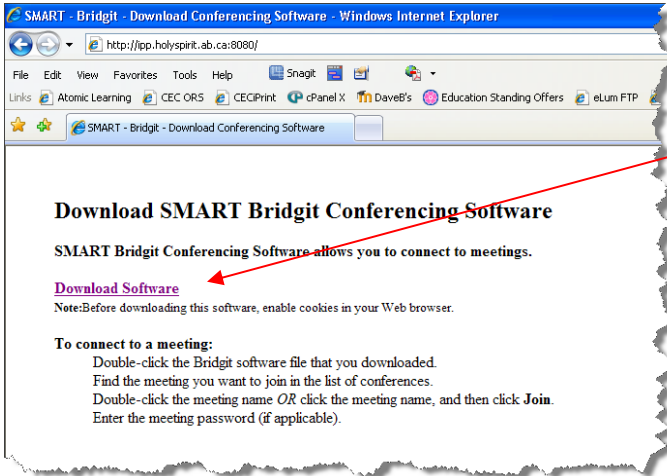 SMART - Bridgit - Download Conferencing Software - Windows Internet Explorer
http://ipp.holyspirit.ab.ca:8080/
File Edit View Favorites Tools Help Snagit
Links Atomic Learning CEC ORS CECiPrint cPanel X DaveB's Education Standing Offers eLum FTP
SMART - Bridgit - Download Conferencing Software
Download SMART Bridgit Conferencing Software
SMART Bridgit Conferencing Software allows you to connect to meetings.
Download Software
Note:Before downloading this software, enable cookies in your Web browser.
To connect to a meeting:
Double-click the Bridgit software file that you downloaded.
Find the meeting you want to join in the list of conferences.
Double-click the meeting name OR click the meeting name, and then click Join.
Enter the meeting password (if applicable).